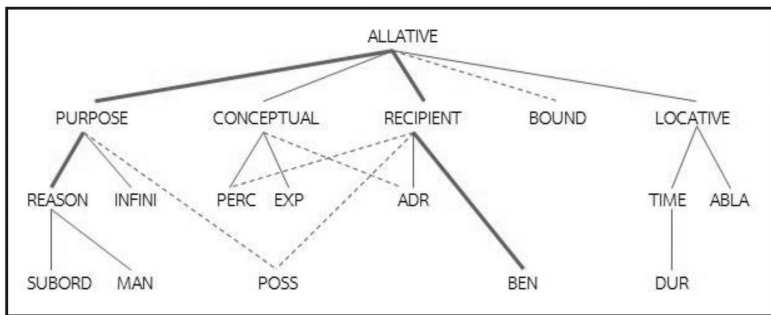 ALLATIVE
PURPOSE CONCEPTUAL RECIPIENT BOUND LOCATIVE
REASON INFINI PERC EXP ADR TIME ABLA
SUBORD MAN POSS BEN DUR